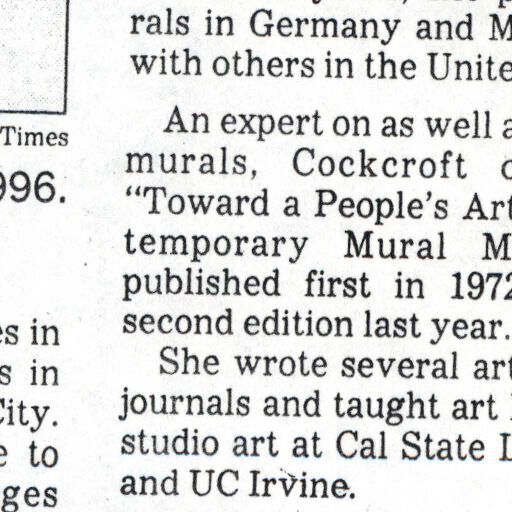 Times
996.
es in
s in
City.
e to
ges
rals in Germany and M
with others in the Unite
An expert on as well a
murals, Cockcroft c
“Toward a People’s Art
temporary Mural M
published first in 1972
second edition last year.
She wrote several art
journals and taught art
studio art at Cal State L
and UC Irvine.